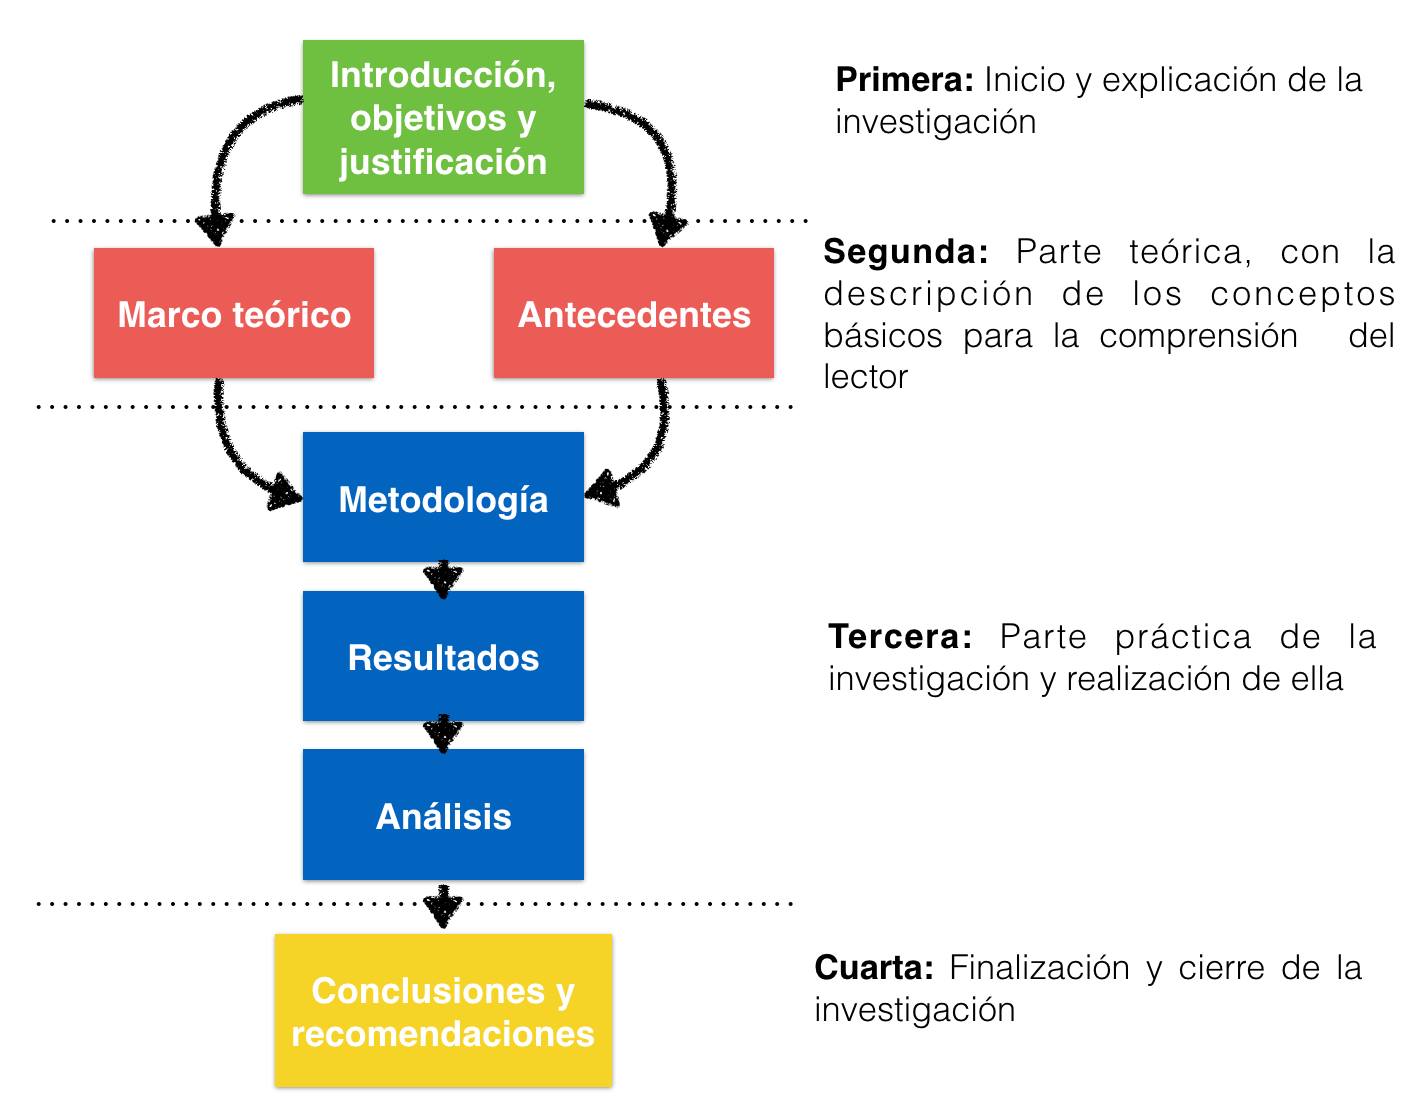 Introducción,
objetivos y
justificación
Primera: Inicio y explicación de la
investigación
Marco teórico
Antecedentes
Segunda: Parte teórica, con la
descripción de los conceptos
básicos para la comprensión del
lector
Metodología
Resultados
Análisis
Tercera: Parte práctica de la
investigación y realización de ella
Conclusiones y
recomendaciones
Cuarta: Finalización y cierre de la
investigación